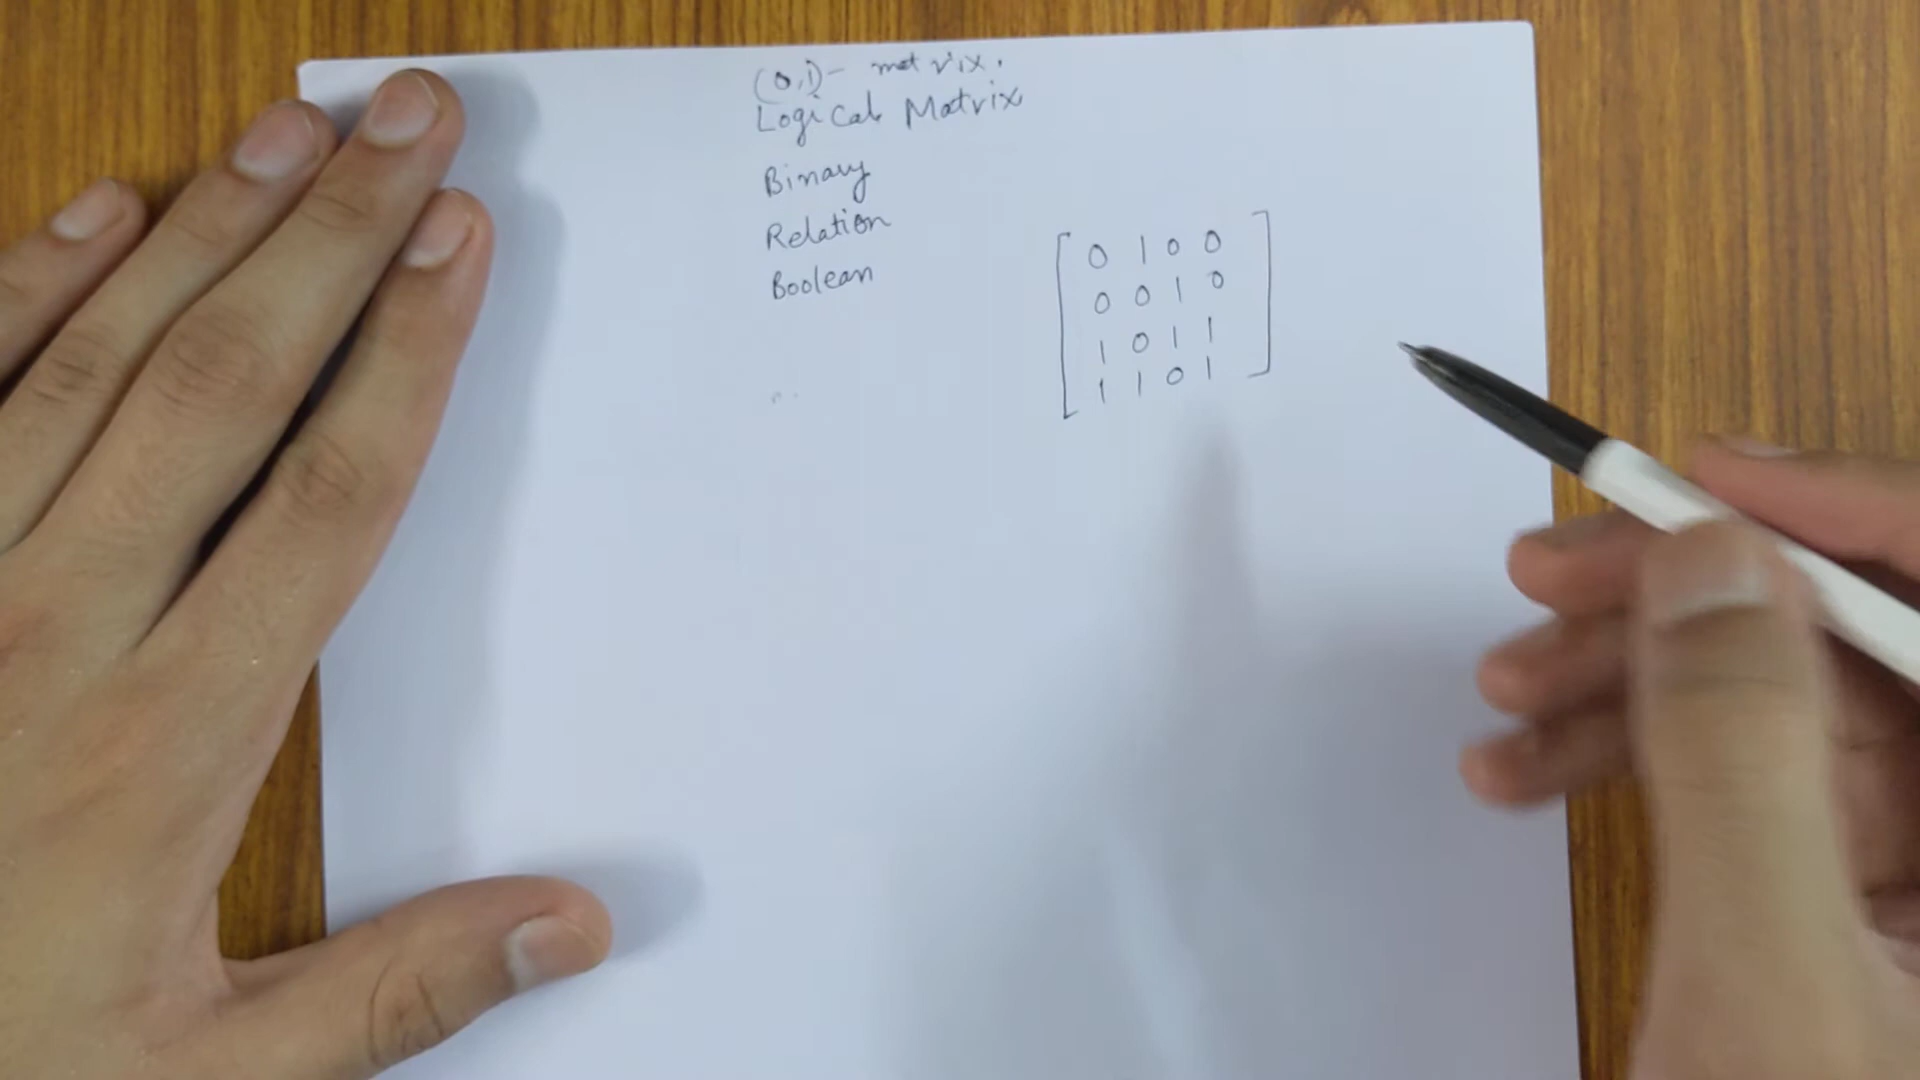 (0,1)- matrix.
Logical Matrix
Binary
Relation
Boolean
0 1 0 0
0 0 1 0
1 0 1 1
1 1 0 1